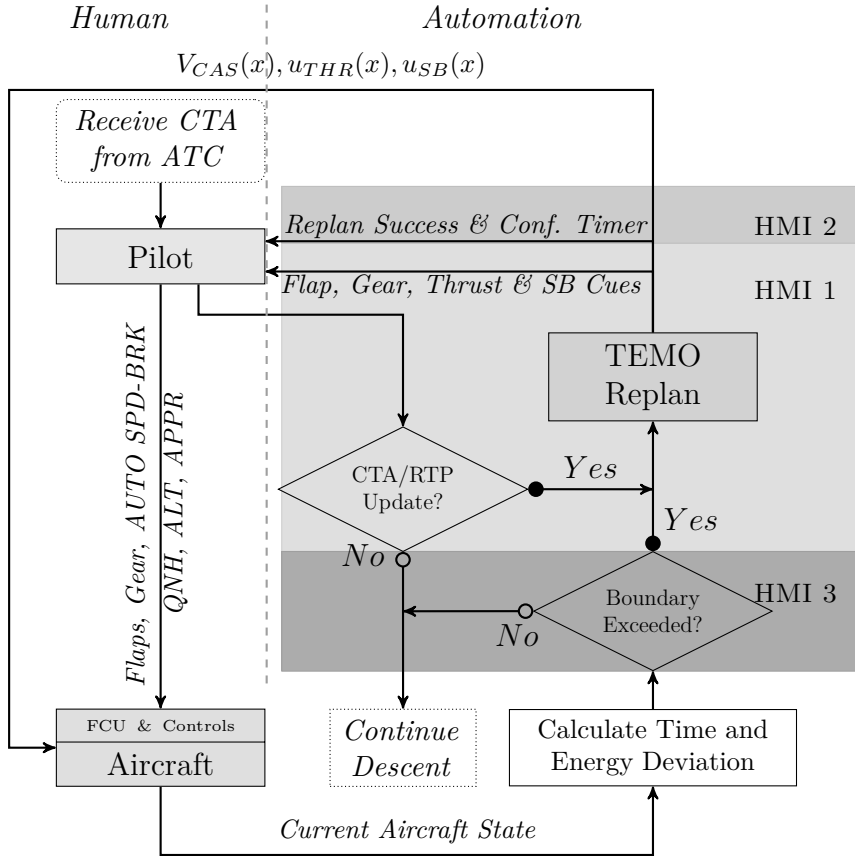 Human
Automation
V_{CAS}(x), u_{THR}(x), u_{SB}(x)
Receive CTA
from ATC
Replan Success & Conf. Timer
HMI 2
Pilot
Flap, Gear, Thrust & SB Cues
HMI 1
TEMO
Replan
Flaps, Gear, AUTO SPD-BRK
QNH, ALT, APPR
CTA/RTP
Update?
Yes
Yes
No
HMI 3
Boundary
Exceeded?
No
FCU & Controls
Aircraft
Continue
Descent
Calculate Time and
Energy Deviation
Current Aircraft State